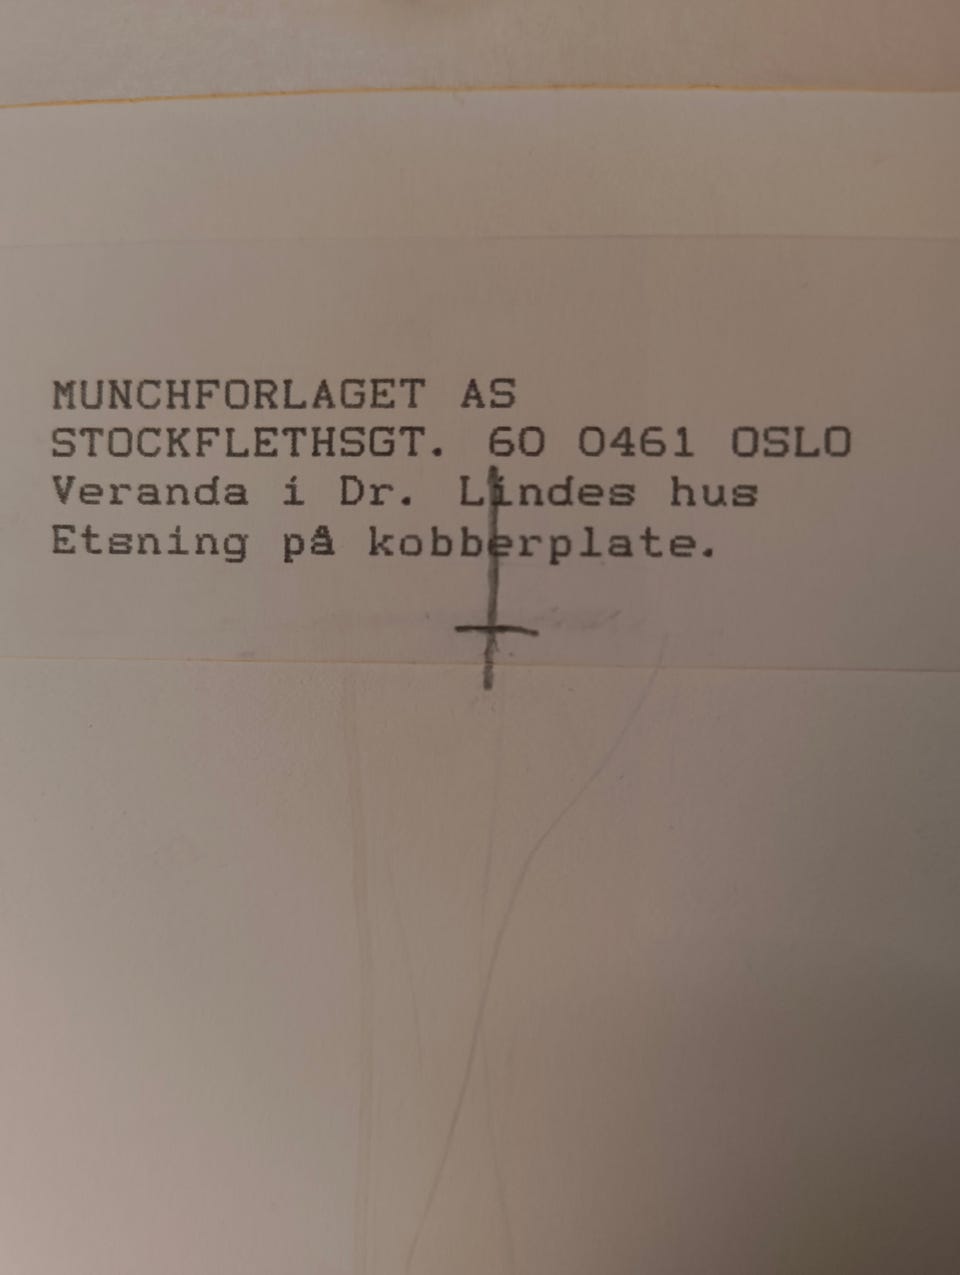 MUNCHFORLAGET AS
STOCKFLETHSGT. 60 0461 OSLO
Veranda i Dr. Lindes hus
Etsning på kobberplate.